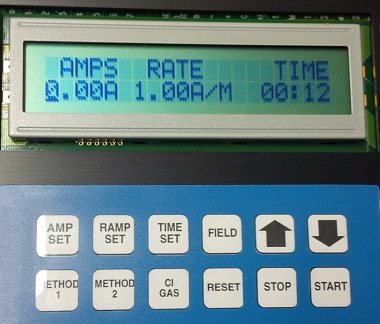 AMPS RATE TIME
0.00A 1.00A/M 00:12
AMP SET
RAMP SET
TIME SET
FIELD
ETHOD 1
METHOD 2
CI GAS
RESET
STOP
START